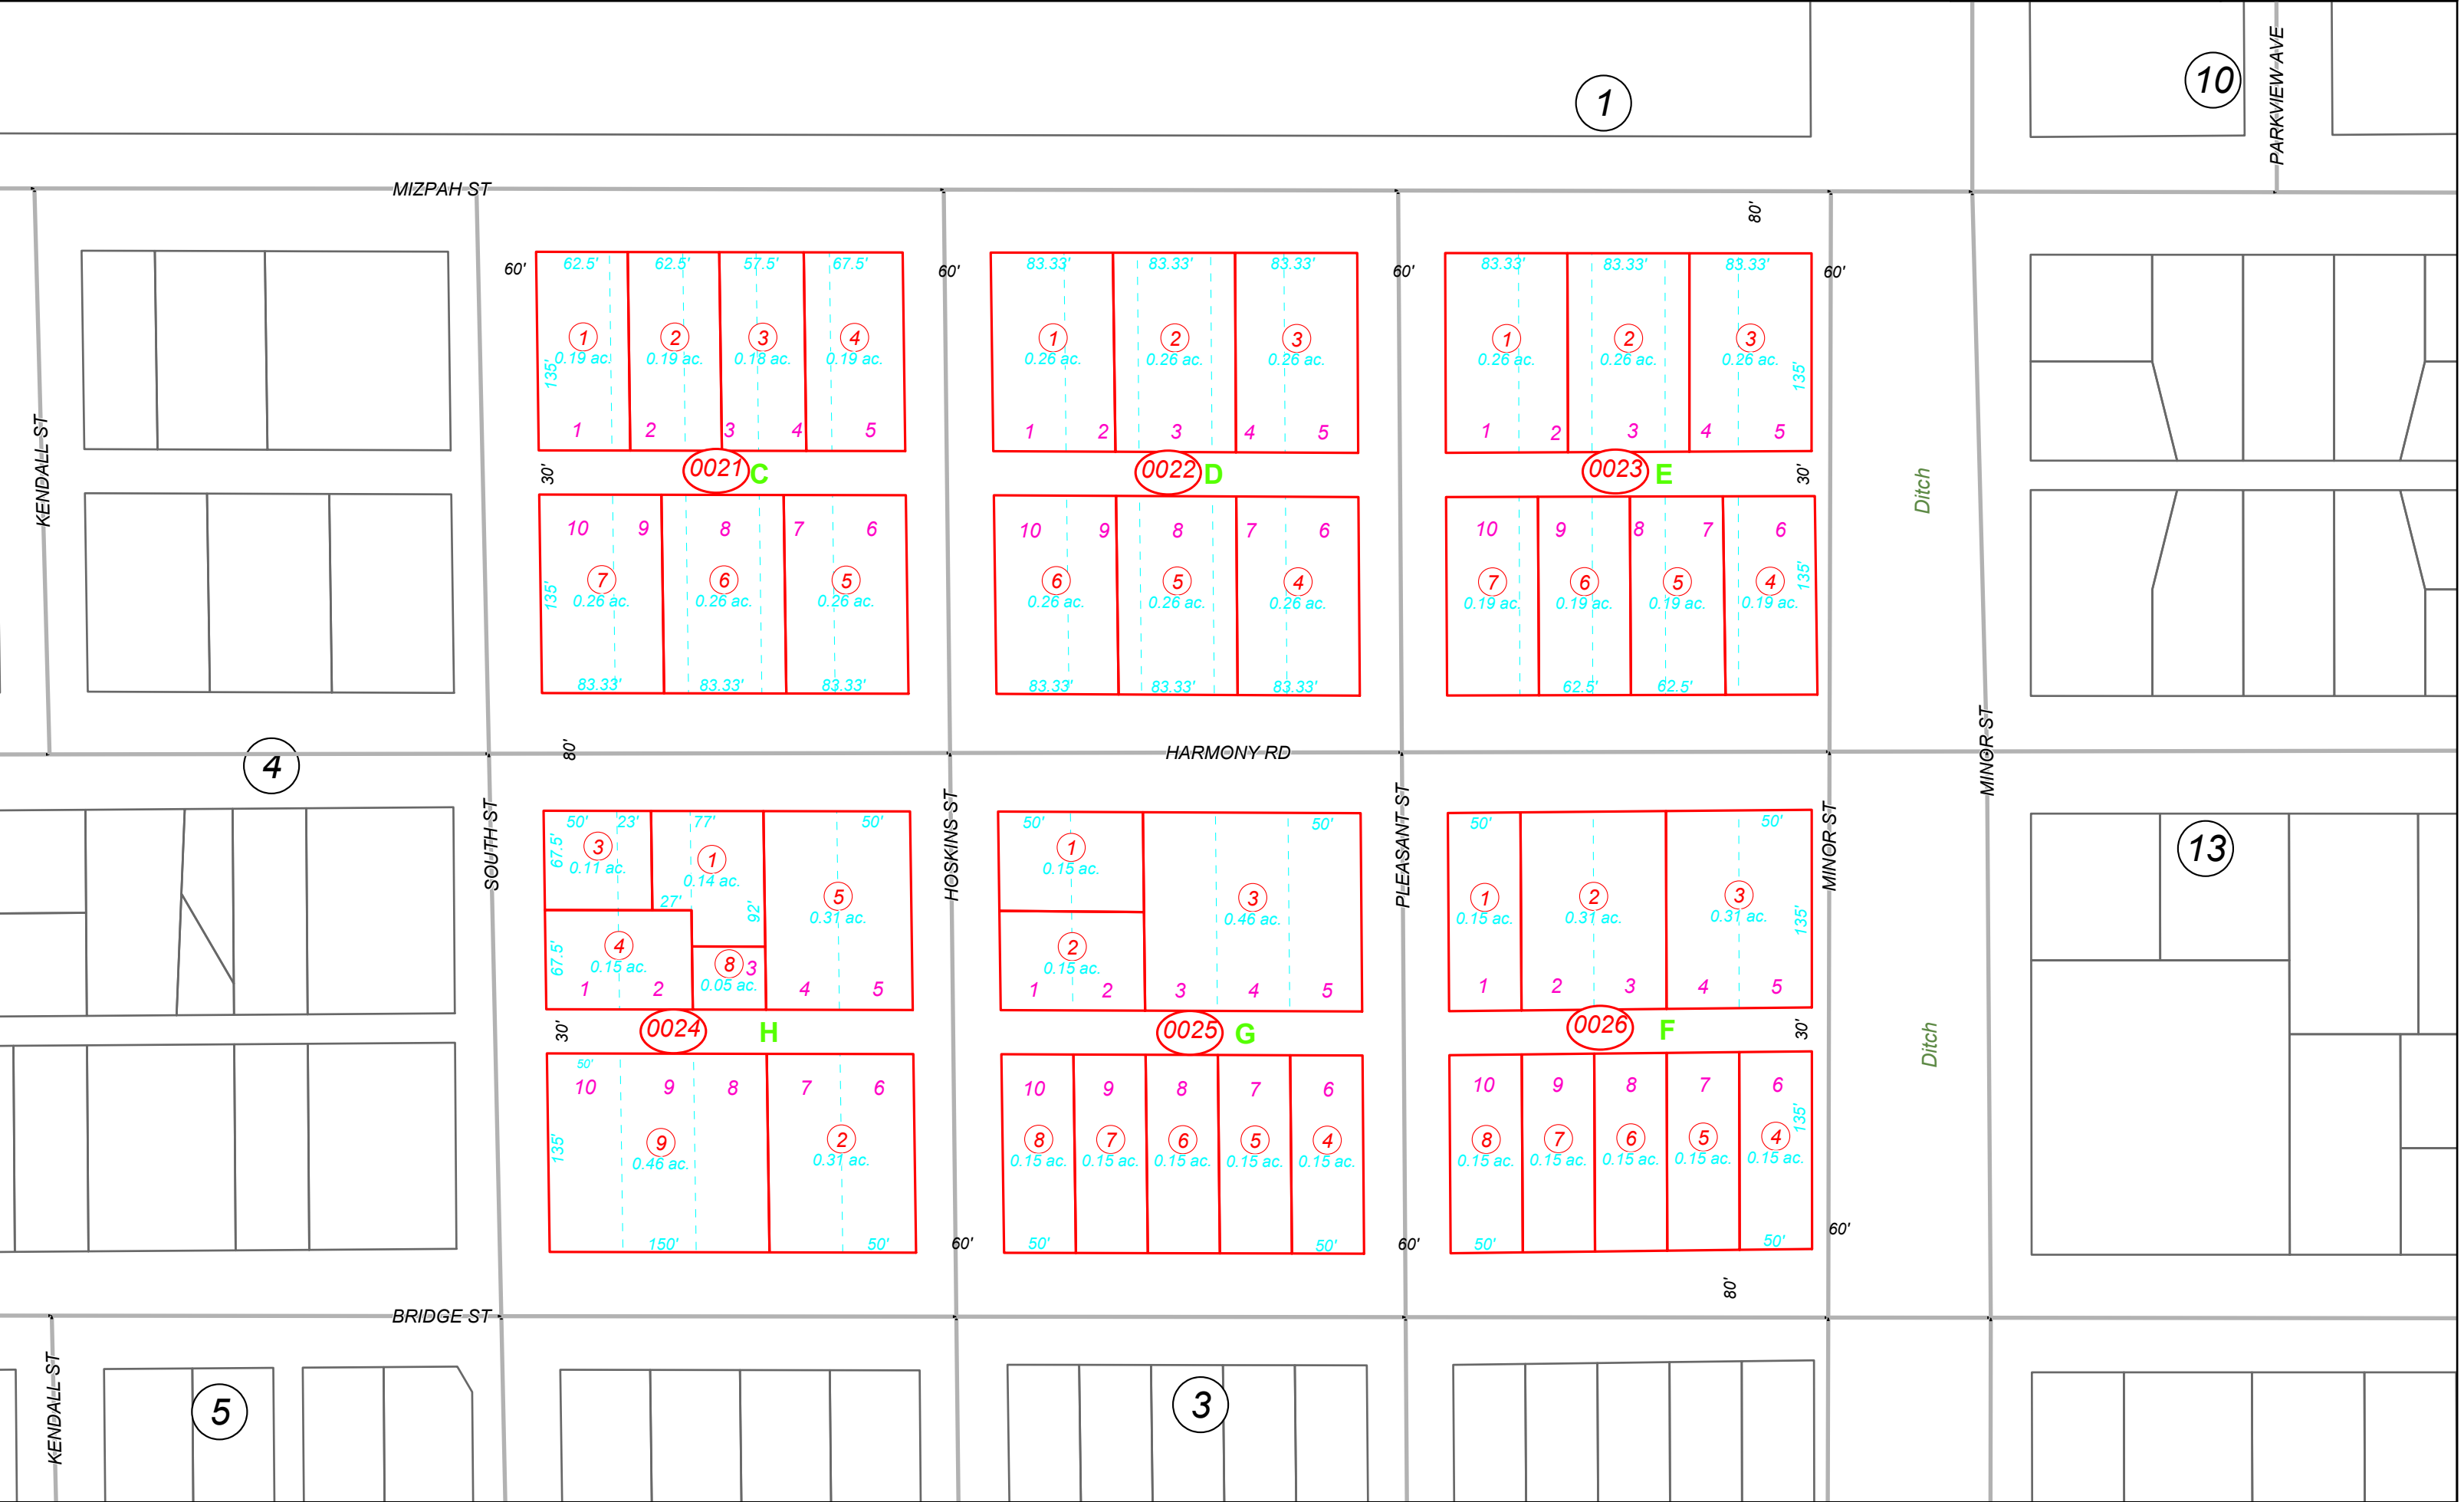 1
10
PARKVIEW AVE
MIZPAH ST
80'
60'
60'
60'
60'
62.5' 62.5' 57.5' 67.5'
83.33' 83.33' 83.33'
83.33' 83.33' 83.33'
1 2 3 4
1 2 3
1 2 3
0.19 ac. 0.19 ac. 0.18 ac. 0.19 ac.
0.26 ac. 0.26 ac. 0.26 ac.
0.26 ac. 0.26 ac. 0.26 ac.
135'
135'
1 2 3 4 5
1 2 3 4 5
1 2 3 4 5
KENDALL ST
30'
0021 C
0022 D
0023 E
30'
Ditch
10 9 8 7 6
10 9 8 7 6
10 9 8 7 6
7 6 5
6 5 4
7 6 5 4
135'
0.26 ac. 0.26 ac. 0.26 ac.
0.26 ac. 0.26 ac. 0.26 ac.
0.19 ac. 0.19 ac. 0.19 ac. 0.19 ac.
135'
83.33' 83.33' 83.33'
83.33' 83.33' 83.33'
62.5' 62.5'
4
80'
HARMONY RD
MINOR ST
SOUTH ST
HOSKINS ST
PLEASANT ST
MINOR ST
50' 23' 77' 50'
50' 50'
50' 50'
67.5'
3
0.11 ac.
1
0.14 ac.
27'
92'
5
0.31 ac.
67.5'
4
0.15 ac.
8
0.05 ac.
1 2 3 4 5
1
0.15 ac.
2
0.15 ac.
3
0.46 ac.
1 2 3 4 5
1 2 3
0.15 ac. 0.31 ac. 0.31 ac.
135'
1 2 3 4 5
13
30'
0024 H
0025 G
0026 F
30'
Ditch
50'
10 9 8 7 6
10 9 8 7 6
10 9 8 7 6
135'
9 2
0.46 ac. 0.31 ac.
8 7 6 5 4
0.15 ac. 0.15 ac. 0.15 ac. 0.15 ac. 0.15 ac.
8 7 6 5 4
0.15 ac. 0.15 ac. 0.15 ac. 0.15 ac. 0.15 ac.
135'
150' 50'
50' 50'
50' 50'
60'
60'
60'
80'
BRIDGE ST
KENDALL ST
5
3